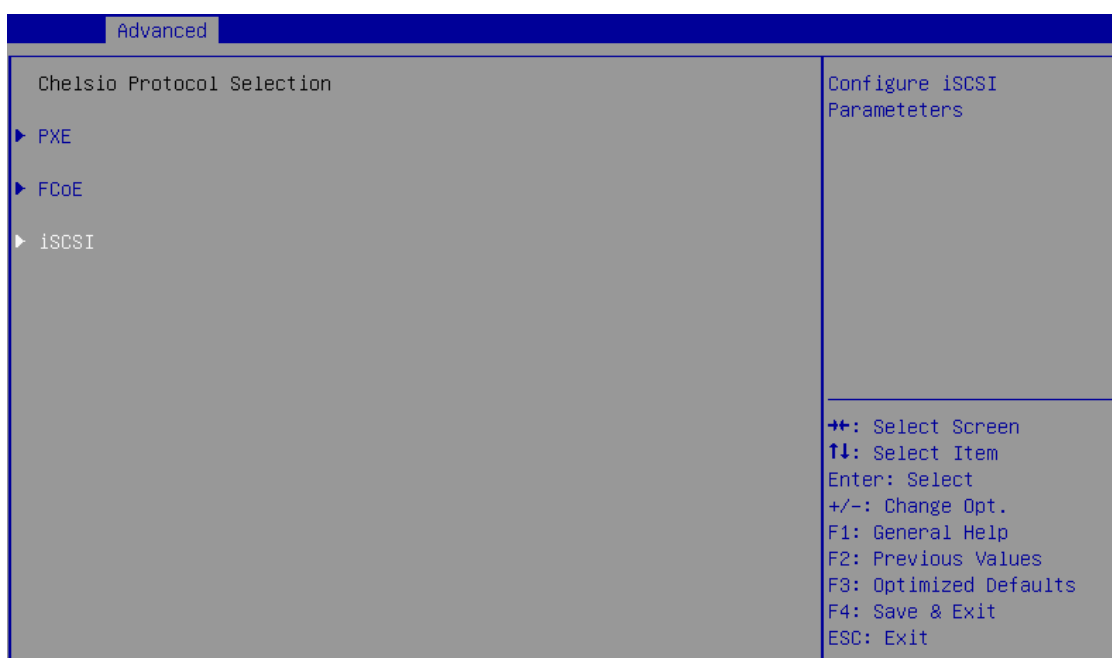 Advanced
Chelsio Protocol Selection
PXE
FCoE
iSCSI
Configure iSCSI
Parameteters
→←: Select Screen
↑↓: Select Item
Enter: Select
+/-: Change Opt.
F1: General Help
F2: Previous Values
F3: Optimized Defaults
F4: Save & Exit
ESC: Exit